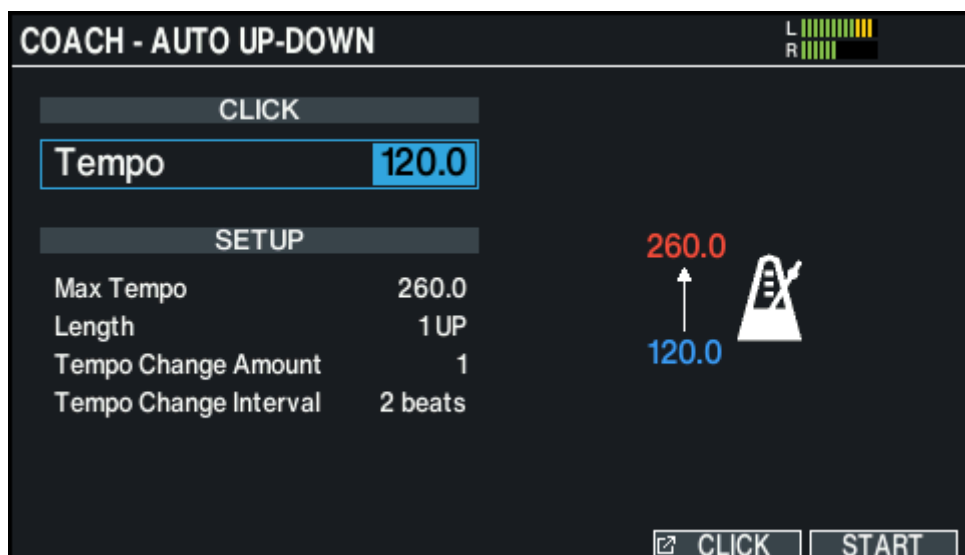 COACH - AUTO UP-DOWN
L
R
CLICK
Tempo 120.0
SETUP
Max Tempo 260.0
Length 1 UP
Tempo Change Amount 1
Tempo Change Interval 2 beats
260.0
120.0
CLICK
START